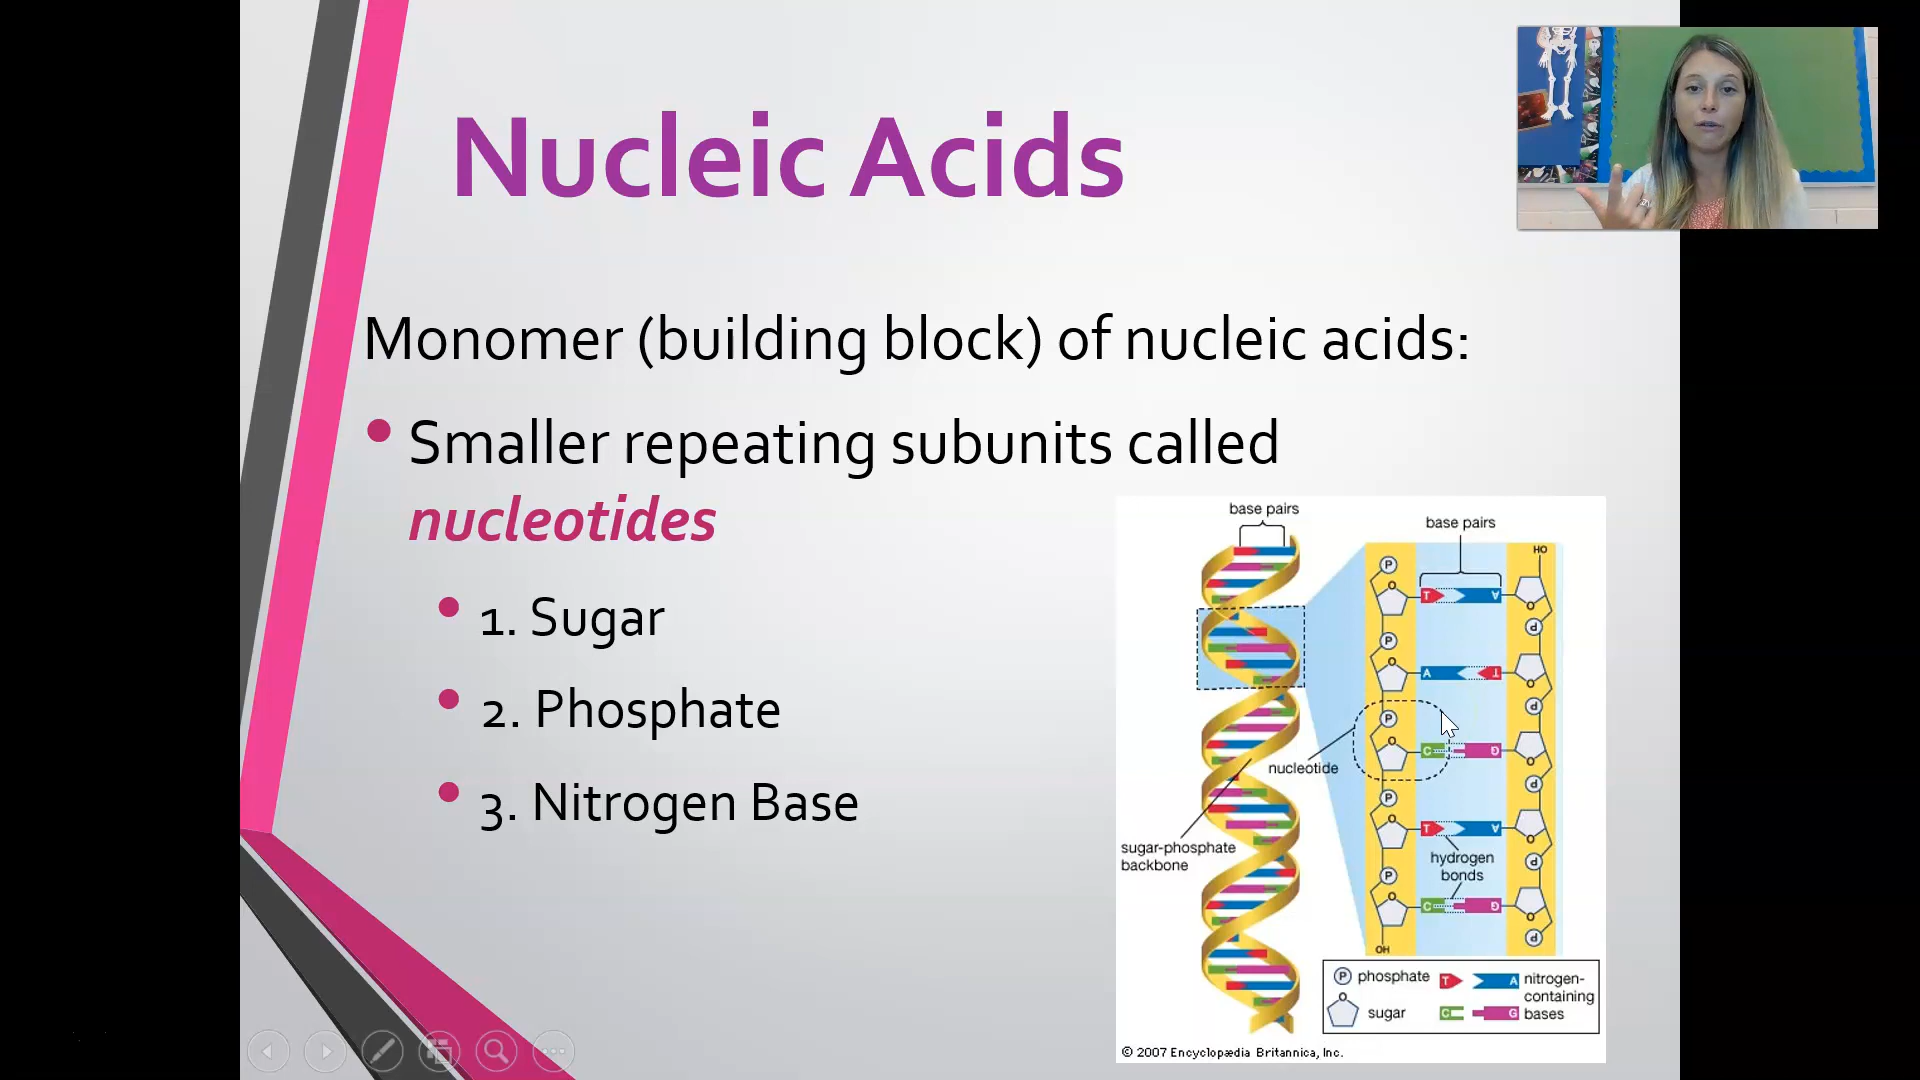 Nucleic Acids
Monomer (building block) of nucleic acids:
• Smaller repeating subunits called
nucleotides
• 1. Sugar
• 2. Phosphate
• 3. Nitrogen Base
base pairs
base pairs
HO
P
O
T
A
O
P
P
O
A
T
O
P
P
O
C
G
O
P
nucleotide
P
O
T
A
O
P
sugar-phosphate
backbone
hydrogen
bonds
P
O
C
G
O
P
OH
P phosphate
T
A
nitrogen-
containing
bases
O
sugar
C
G
© 2007 Encyclopædia Britannica, Inc.